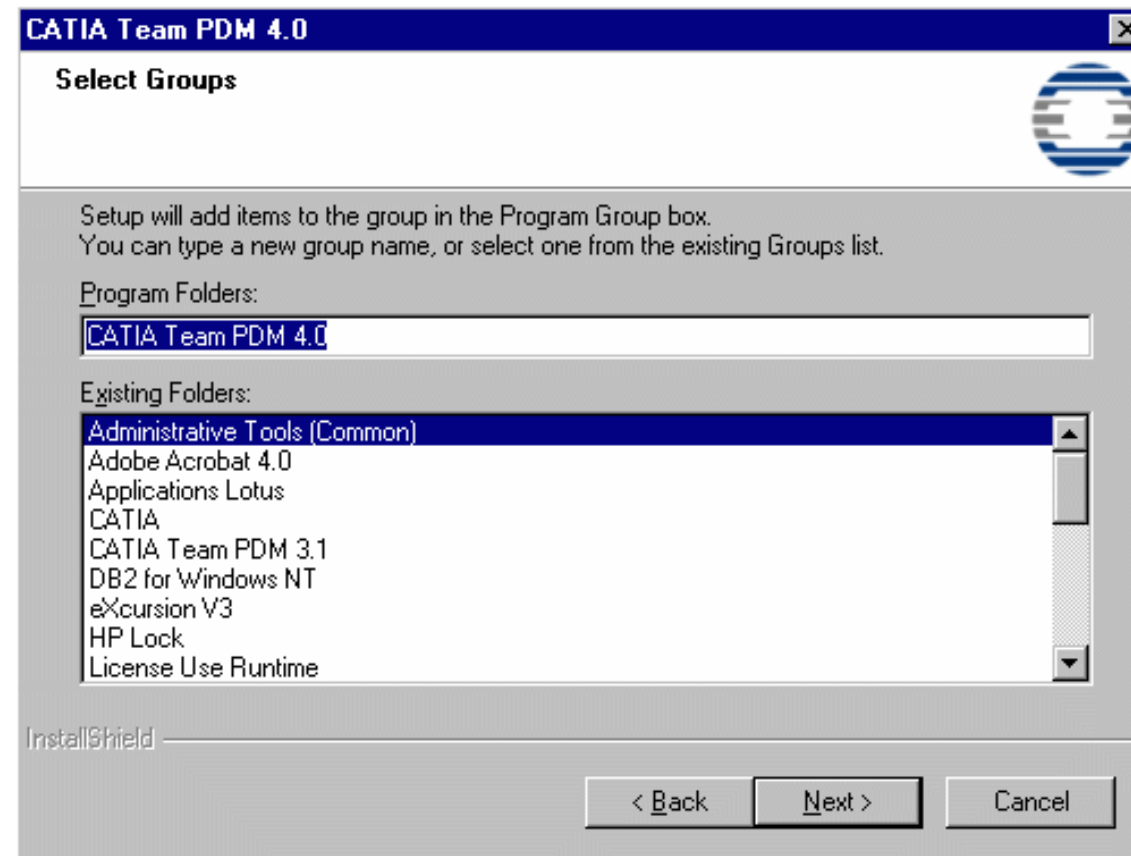 CATIA Team PDM 4.0
Select Groups
Setup will add items to the group in the Program Group box.
You can type a new group name, or select one from the existing Groups list.
Program Folders:
CATIA Team PDM 4.0
Existing Folders:
Administrative Tools (Common)
Adobe Acrobat 4.0
Applications Lotus
CATIA
CATIA Team PDM 3.1
DB2 for Windows NT
eXcursion V3
HP Lock
License Use Runtime
InstallShield
< Back Next > Cancel